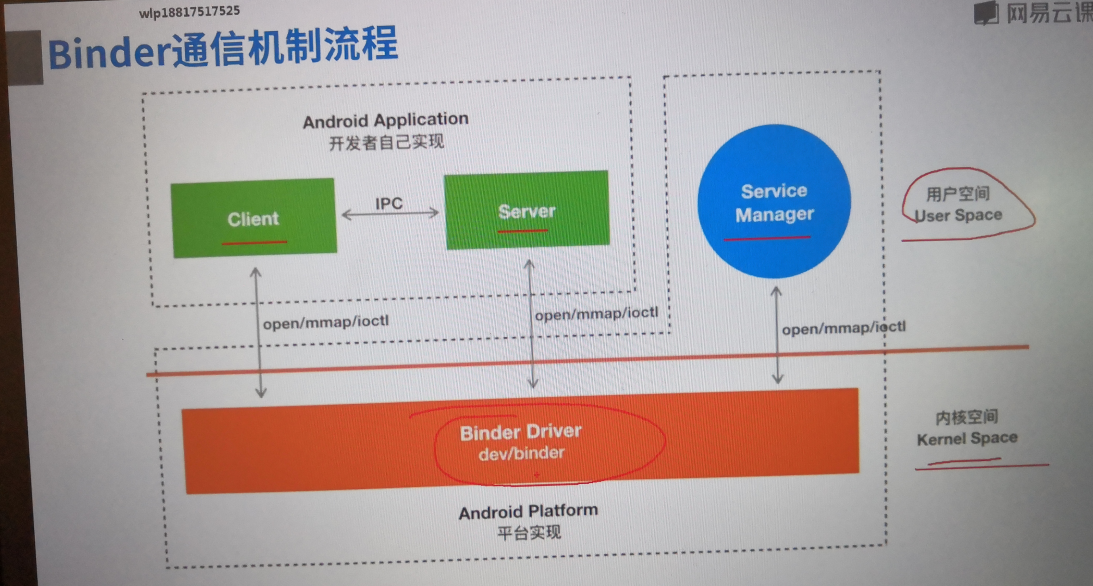 wlp18817517525
网易云课
Binder通信机制流程
Android Application
开发者自己实现
Client
IPC
Server
Service
Manager
用户空间
User Space
open/mmap/ioctl
open/mmap/ioctl
open/mmap/ioctl
Binder Driver
dev/binder
内核空间
Kernel Space
Android Platform
平台实现